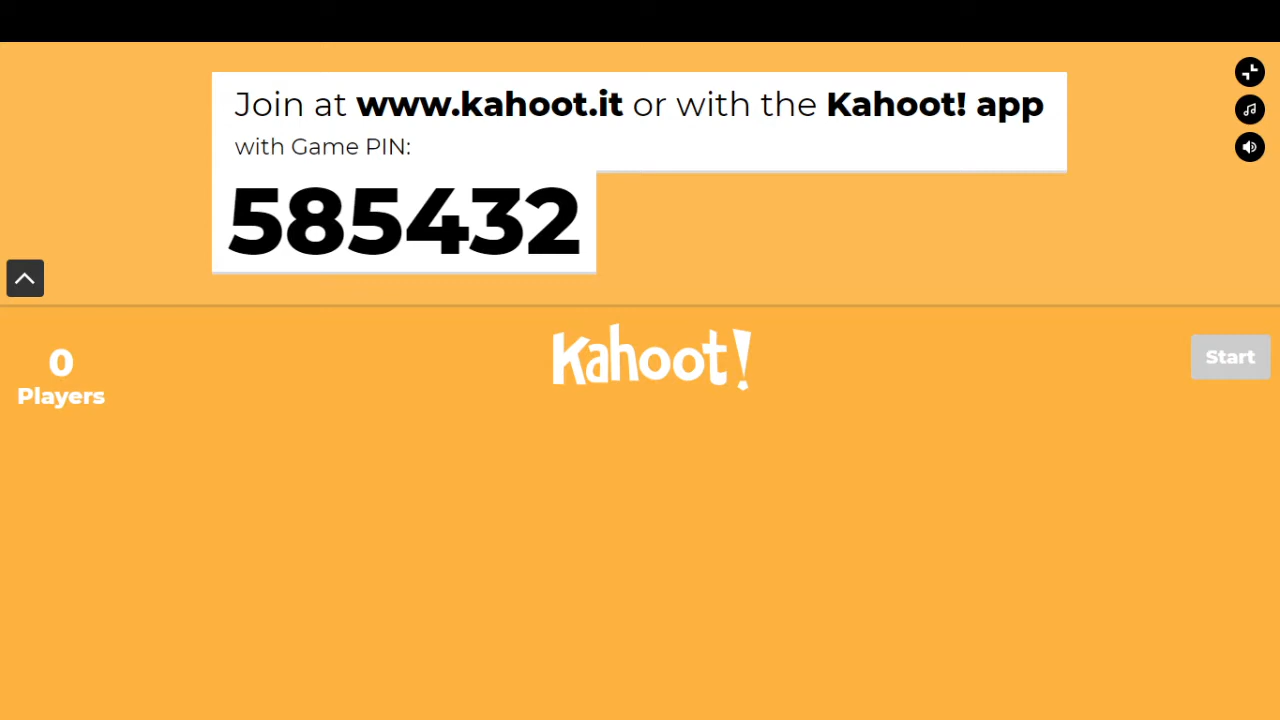 Join at www.kahoot.it or with the Kahoot! app
with Game PIN:
585432
0
Players
Kahoot!
Start